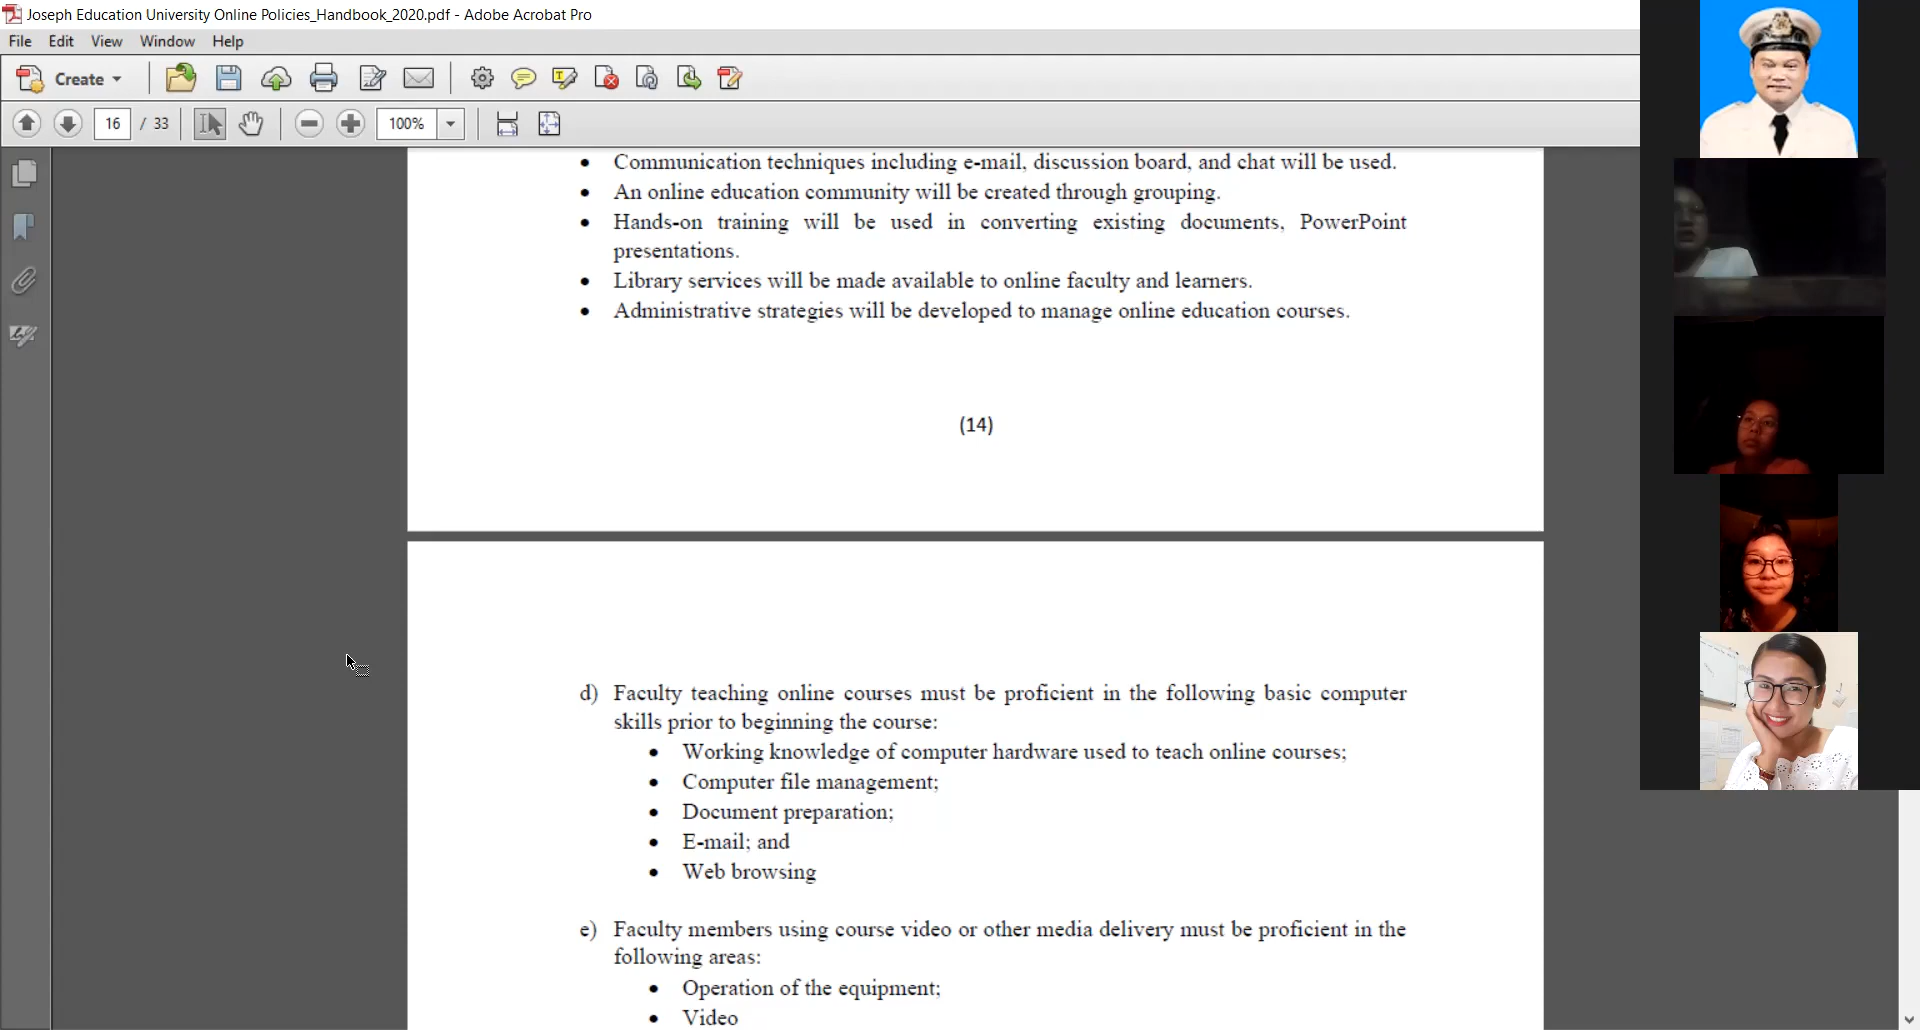 Joseph Education University Online Policies_Handbook_2020.pdf - Adobe Acrobat Pro
File Edit View Window Help
Create
16 / 33 100%
• Communication techniques including e-mail, discussion board, and chat will be used.
• An online education community will be created through grouping.
• Hands-on training will be used in converting existing documents, PowerPoint
presentations.
• Library services will be made available to online faculty and learners.
• Administrative strategies will be developed to manage online education courses.
(14)
d) Faculty teaching online courses must be proficient in the following basic computer
skills prior to beginning the course:
• Working knowledge of computer hardware used to teach online courses;
• Computer file management;
• Document preparation;
• E-mail; and
• Web browsing
e) Faculty members using course video or other media delivery must be proficient in the
following areas:
• Operation of the equipment;
• Video